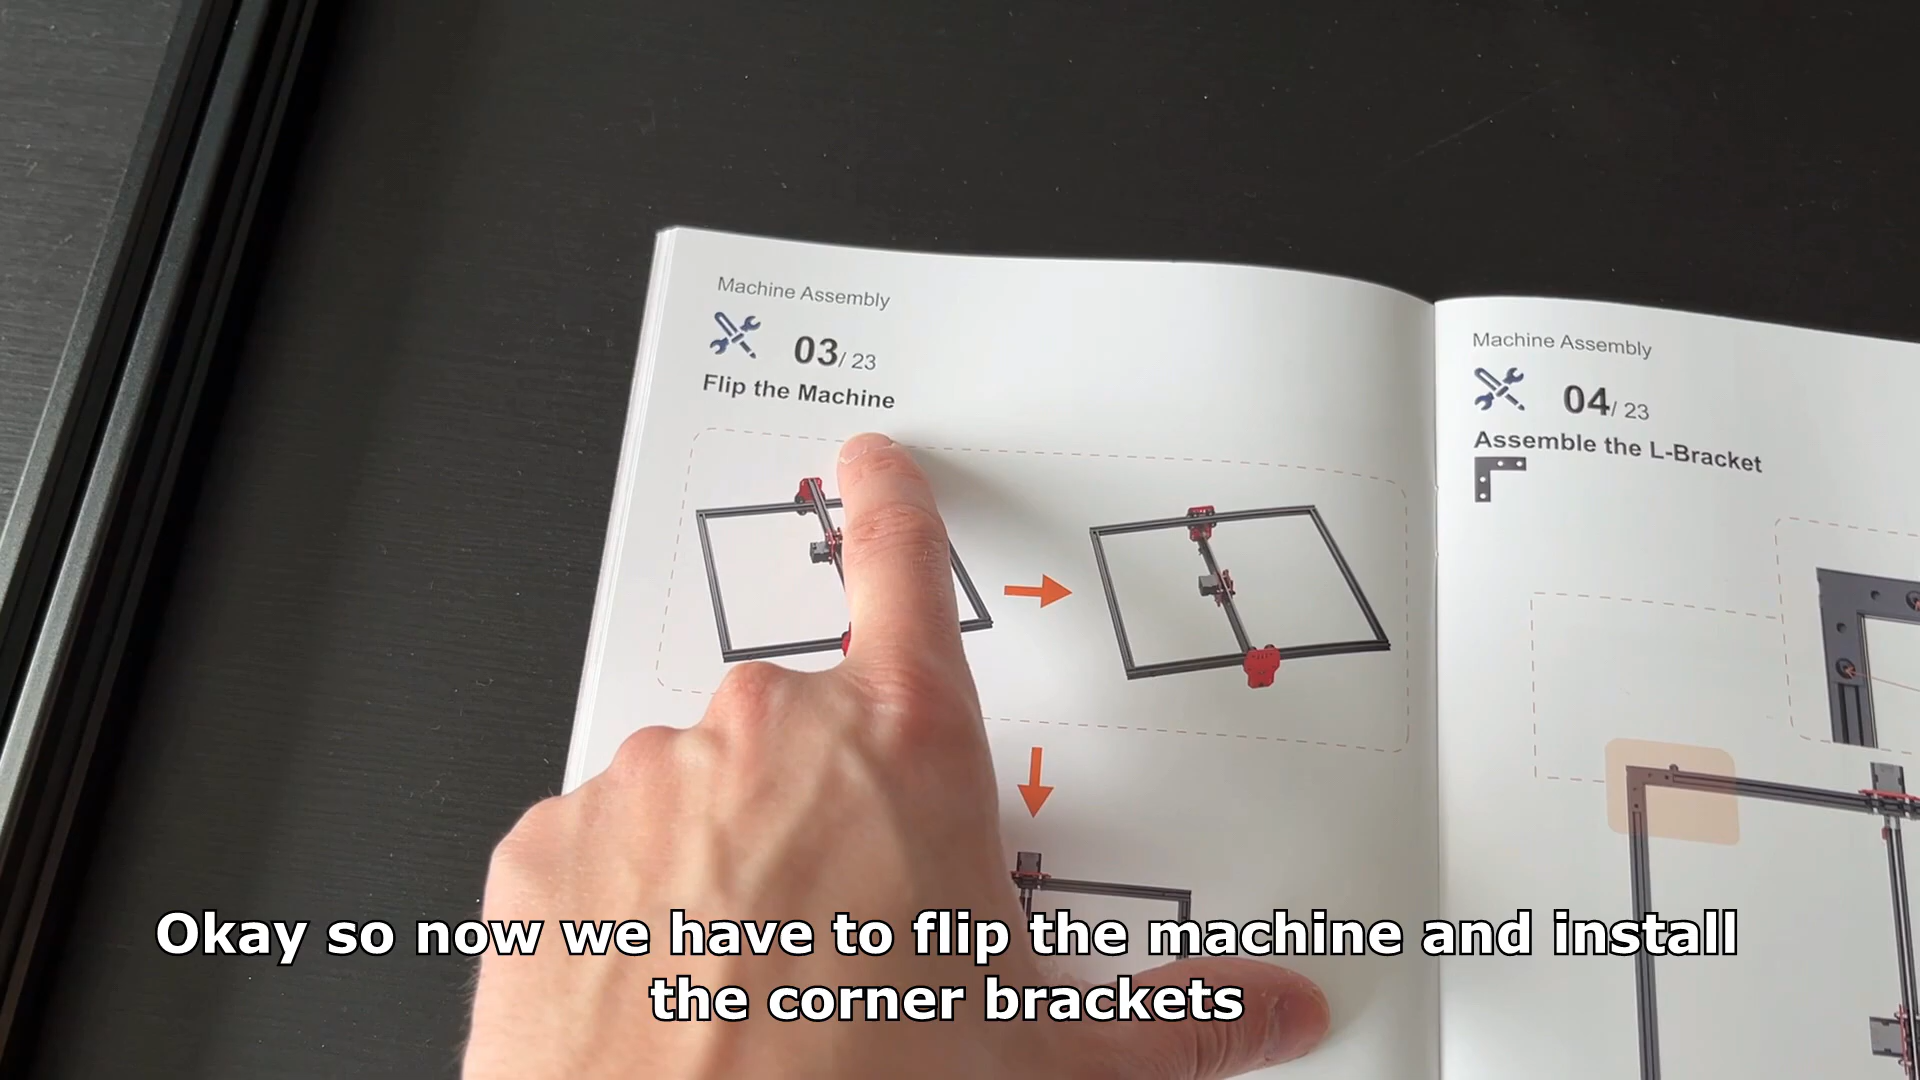 Machine Assembly
03/ 23
Flip the Machine
Machine Assembly
04/ 23
Assemble the L-Bracket
Okay so now we have to flip the machine and install
the corner brackets